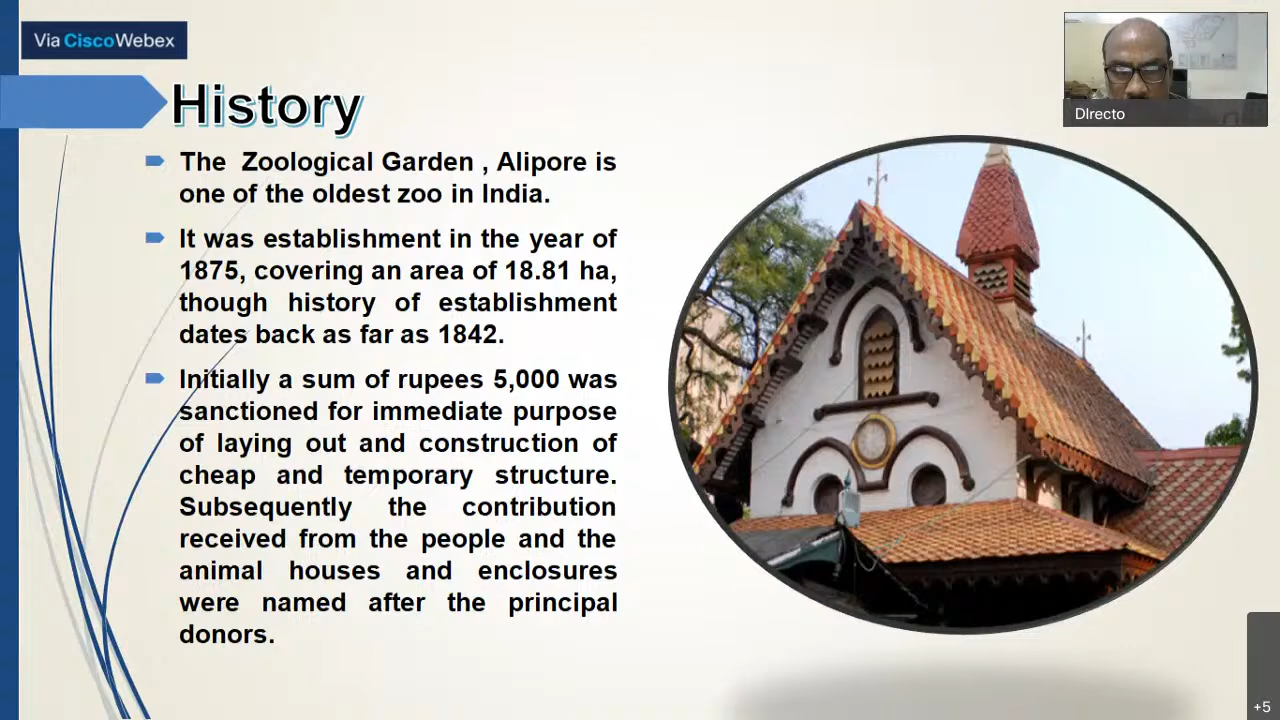 Via CiscoWebex
DIrecto
History
The Zoological Garden , Alipore is
one of the oldest zoo in India.
It was establishment in the year of
1875, covering an area of 18.81 ha,
though history of establishment
dates back as far as 1842.
Initially a sum of rupees 5,000 was
sanctioned for immediate purpose
of laying out and construction of
cheap and temporary structure.
Subsequently the contribution
received from the people and the
animal houses and enclosures
were named after the principal
donors.
+5